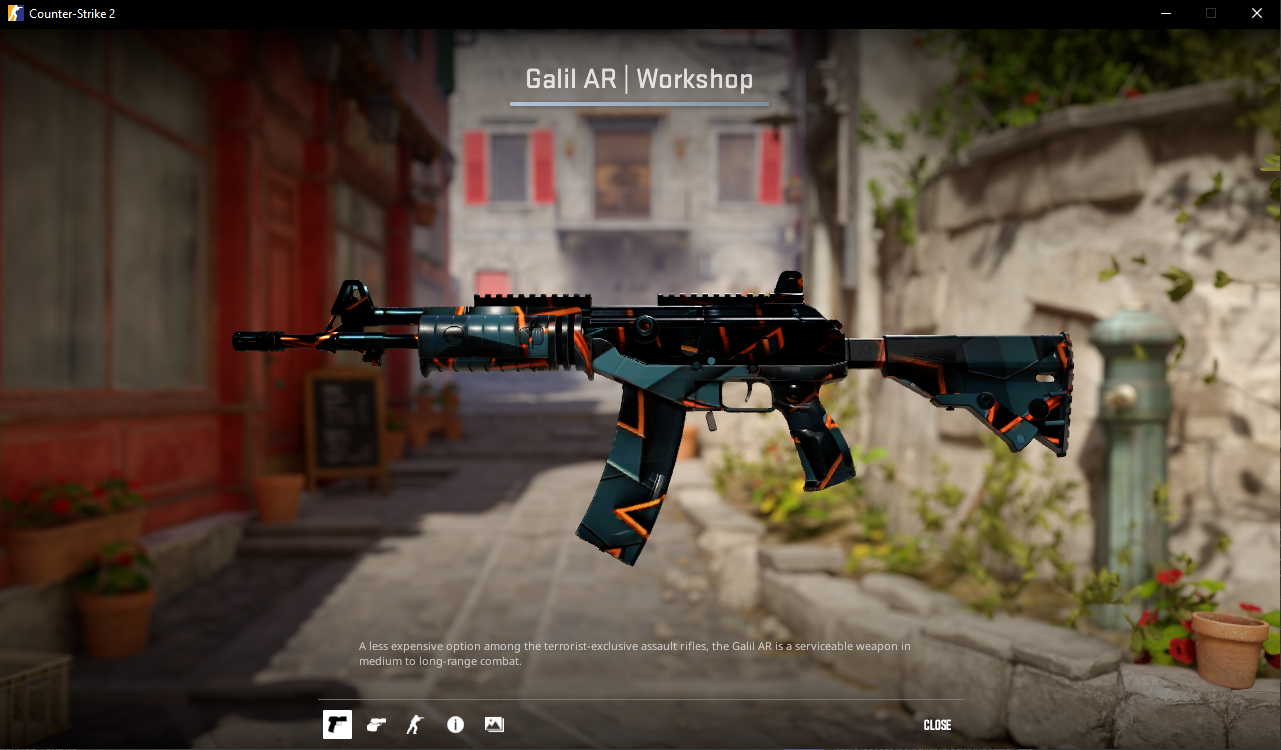 Counter-Strike 2
Galil AR | Workshop
A less expensive option among the terrorist-exclusive assault rifles, the Galil AR is a serviceable weapon in
medium to long-range combat.
CLOSE